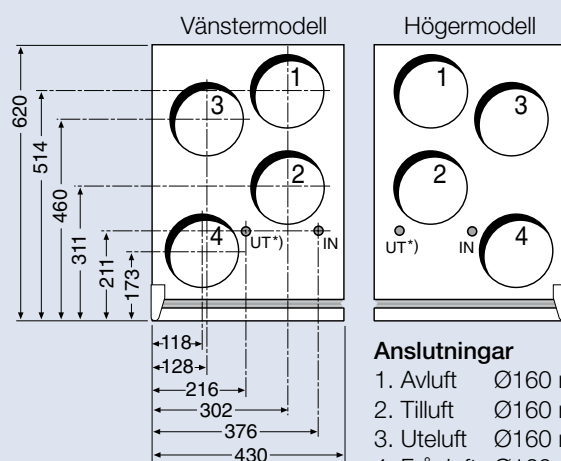 Vänstermodell
Högermodell
1
3
2
4
UT*)
IN
1
3
2
4
UT*)
IN
620
514
460
311
211
173
118
128
216
302
376
430
Anslutningar
1. Avluft Ø160
2. Tilluft Ø160
3. Uteluft Ø160